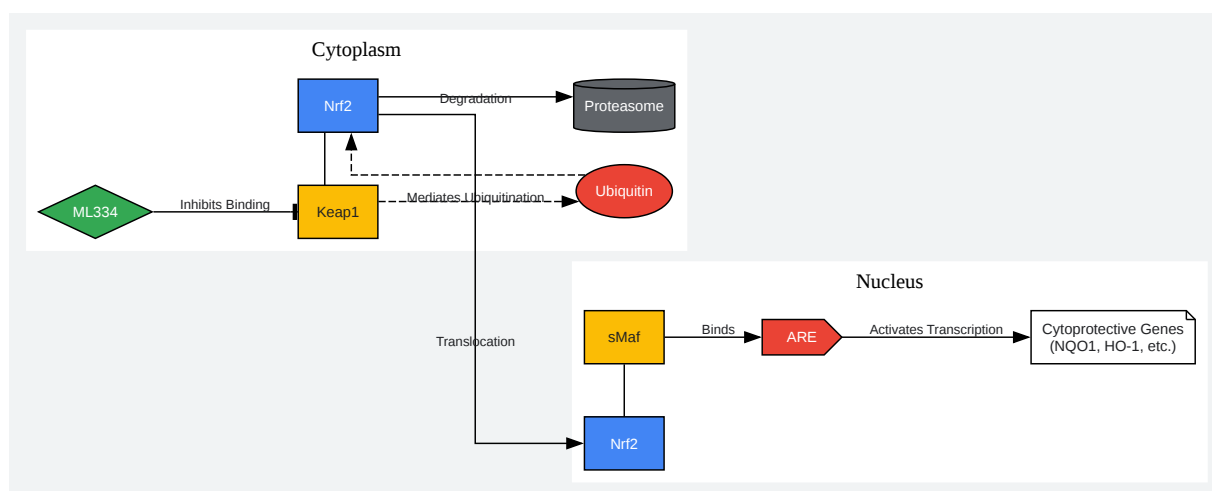 Cytoplasm
Nrf2
Degradation
Proteasome
Ubiquitin
ML334
Inhibits Binding
Keap1
Mediates Ubiquitination
Translocation
Nucleus
sMaf
Binds
ARE
Activates Transcription
Cytoprotective Genes
(NQO1, HO-1, etc.)
Nrf2